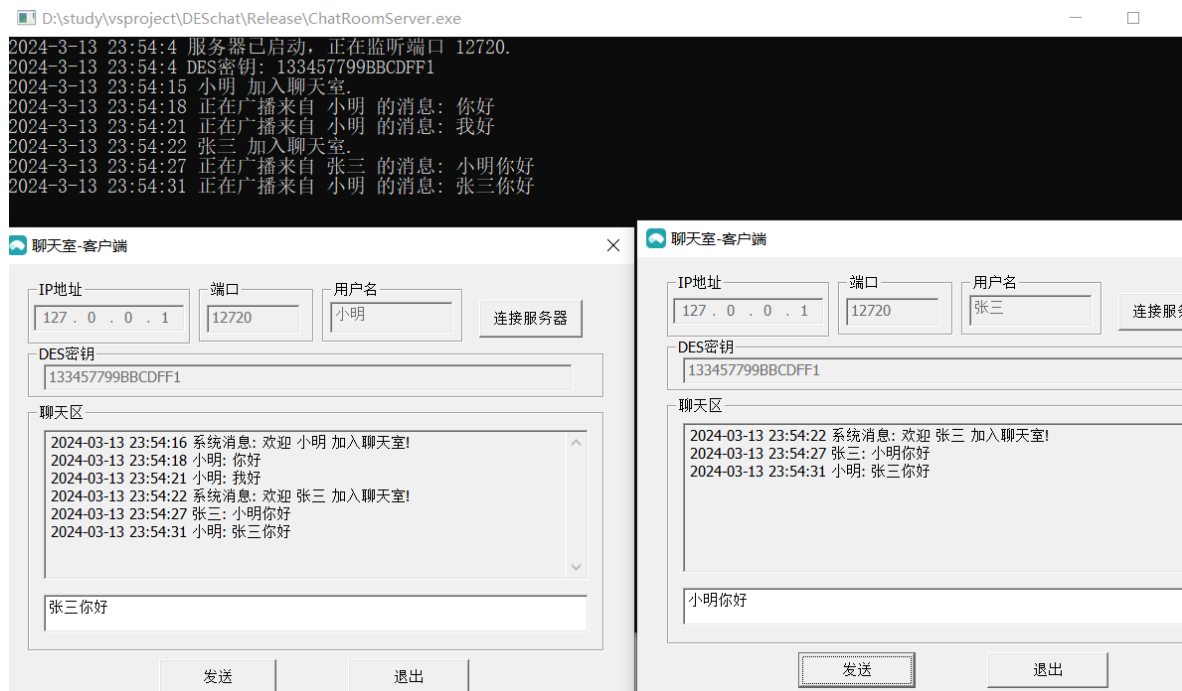 D:\study\vsproject\DESchat\Release\ChatRoomServer.exe
2024-3-13 23:54:4 服务器已启动，正在监听端口 12720.
2024-3-13 23:54:4 DES密钥: 133457799BBCDFF1
2024-3-13 23:54:15 小明 加入聊天室.
2024-3-13 23:54:18 正在广播来自 小明 的消息: 你好
2024-3-13 23:54:21 正在广播来自 小明 的消息: 我好
2024-3-13 23:54:22 张三 加入聊天室.
2024-3-13 23:54:27 正在广播来自 张三 的消息: 小明你好
2024-3-13 23:54:31 正在广播来自 小明 的消息: 张三你好
聊天室-客户端
IP地址 端口 用户名
127 . 0 . 0 . 1 12720 小明 连接服务器
DES密钥
133457799BBCDFF1
聊天区
2024-03-13 23:54:16 系统消息: 欢迎 小明 加入聊天室!
2024-03-13 23:54:18 小明: 你好
2024-03-13 23:54:21 小明: 我好
2024-03-13 23:54:22 系统消息: 欢迎 张三 加入聊天室!
2024-03-13 23:54:27 张三: 小明你好
2024-03-13 23:54:31 小明: 张三你好
张三你好
发送 退出
聊天室-客户端
IP地址 端口 用户名
127 . 0 . 0 . 1 12720 张三 连接服
DES密钥
133457799BBCDFF1
聊天区
2024-03-13 23:54:22 系统消息: 欢迎 张三 加入聊天室!
2024-03-13 23:54:27 张三: 小明你好
2024-03-13 23:54:31 小明: 张三你好
小明你好
发送 退出